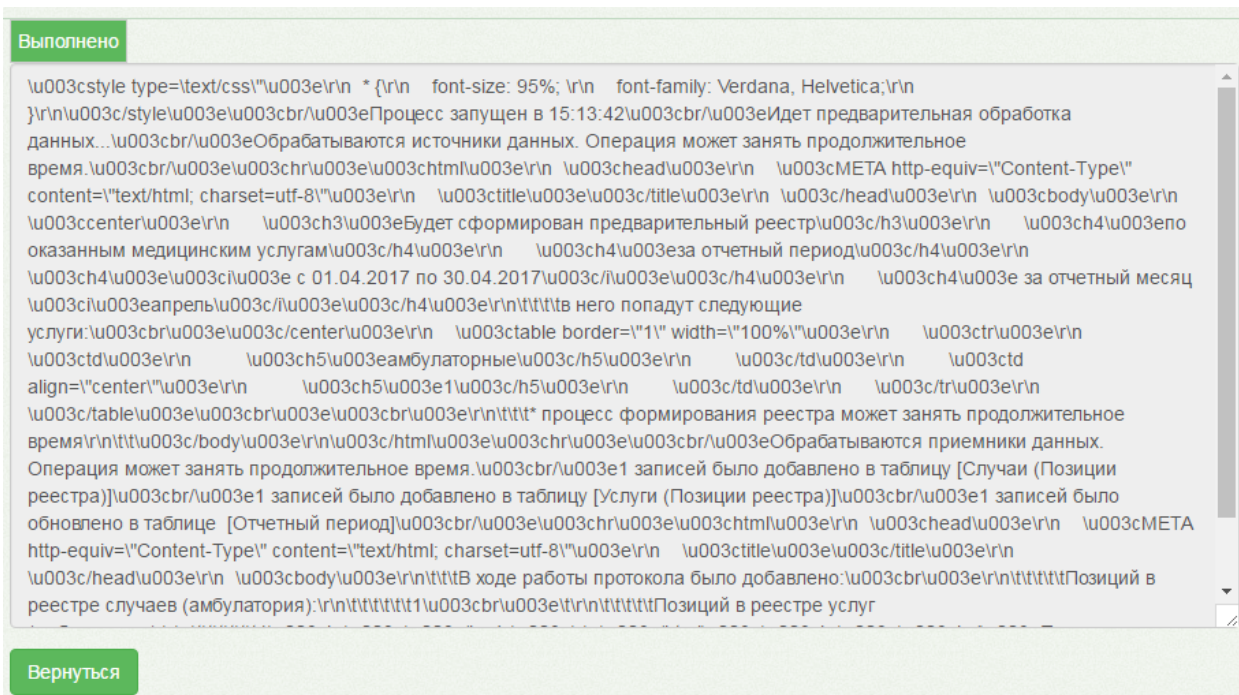 Выполнено
\u003cstyle type=\text/css\"\u003e\r\n * {\r\n font-size: 95%; \r\n font-family: Verdana, Helvetica;\r\n
}\r\n\u003c/style\u003e\u003cbr/\u003eПроцесс запущен в 15:13:42\u003cbr/\u003eИдет предварительная обработка
данных...\u003cbr/\u003eОбрабатываются источники данных. Операция может занять продолжительное
время.\u003cbr/\u003e\u003chr\u003e\u003chtml\u003e\r\n \u003chead\u003e\r\n \u003cMETA http-equiv=\"Content-Type\"
content=\"text/html; charset=utf-8\"\u003e\r\n \u003ctitle\u003e\u003c/title\u003e\r\n \u003c/head\u003e\r\n \u003cbody\u003e\r\n
\u003ccenter\u003e\r\n \u003ch3\u003eБудет сформирован предварительный реестр\u003c/h3\u003e\r\n \u003ch4\u003eпо
оказанным медицинским услугам\u003c/h4\u003e\r\n \u003ch4\u003eза отчетный период\u003c/h4\u003e\r\n
\u003ch4\u003e\u003ci\u003e с 01.04.2017 по 30.04.2017\u003c/i\u003e\u003c/h4\u003e\r\n \u003ch4\u003e за отчетный месяц
\u003ci\u003eапрель\u003c/i\u003e\u003c/h4\u003e\r\n\t\t\t\tв него попадут следующие
услуги:\u003cbr\u003e\u003c/center\u003e\r\n \u003ctable border=\"1\" width=\"100%\"\u003e\r\n \u003ctr\u003e\r\n
\u003ctd\u003e\r\n \u003ch5\u003eамбулаторные\u003c/h5\u003e\r\n \u003c/td\u003e\r\n \u003ctd
align=\"center\"\u003e\r\n \u003ch5\u003e1\u003c/h5\u003e\r\n \u003c/td\u003e\r\n \u003c/tr\u003e\r\n
\u003c/table\u003e\u003cbr\u003e\u003cbr\u003e\r\n\t\t\t* процесс формирования реестра может занять продолжительное
время\r\n\t\t\u003c/body\u003e\r\n\u003c/html\u003e\u003chr\u003e\u003cbr/\u003eОбрабатываются приемники данных.
Операция может занять продолжительное время.\u003cbr/\u003e1 записей было добавлено в таблицу [Случаи (Позиции
реестра)]\u003cbr/\u003e1 записей было добавлено в таблицу [Услуги (Позиции реестра)]\u003cbr/\u003e1 записей было
обновлено в таблице [Отчетный период]\u003cbr/\u003e\u003chr\u003e\u003chtml\u003e\r\n \u003chead\u003e\r\n \u003cMETA
http-equiv=\"Content-Type\" content=\"text/html; charset=utf-8\"\u003e\r\n \u003ctitle\u003e\u003c/title\u003e\r\n
\u003c/head\u003e\r\n \u003cbody\u003e\r\n\t\t\tВ ходе работы протокола было добавлено:\u003cbr\u003e\r\n\t\t\t\t\tПозиций в
реестре случаев (амбулатория):\r\n\t\t\t\t\t\t1\u003cbr\u003e\t\r\n\t\t\t\t\tПозиций в реестре услуг
Вернуться